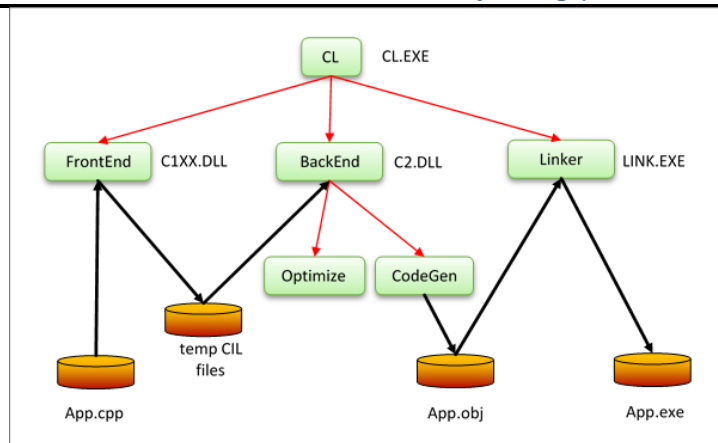 CL
CL.EXE
FrontEnd
C1XX.DLL
BackEnd
C2.DLL
Linker
LINK.EXE
Optimize
CodeGen
temp CIL
files
App.cpp
App.obj
App.exe